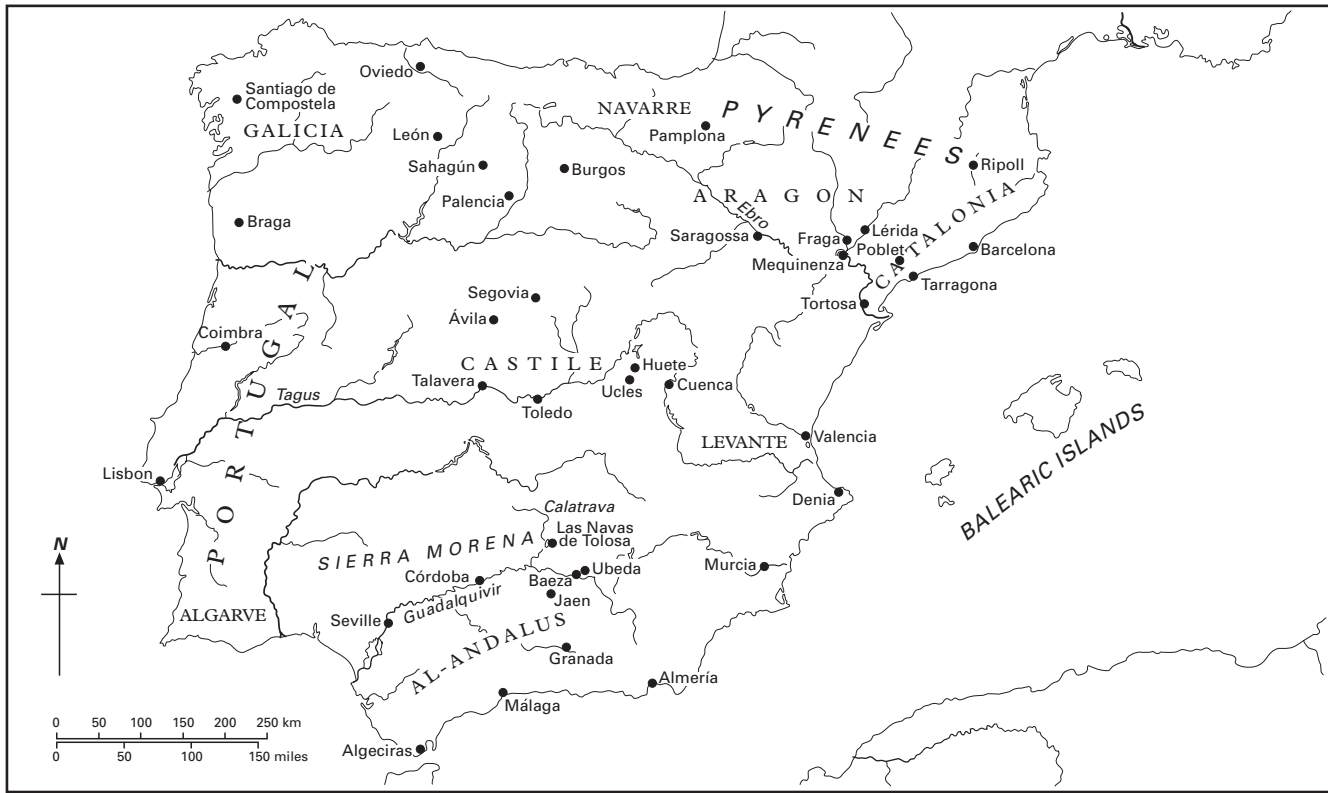 Oviedo
Santiago de
Compostela
GALICIA
NAVARRE
PYRENEES
Pamplona
León
Sahagún
Burgos
Ripoll
Palencia
ARAGON
CATALONIA
Braga
Ebro
Saragossa
Fraga
Lérida
Poblet
Barcelona
Mequinenza
Tarragona
Tortosa
Segovia
Ávila
Coimbra
PORTUGAL
CASTILE
Huete
Talavera
Ucles
Cuenca
Tagus
Toledo
LEVANTE
Valencia
BALEARIC ISLANDS
Lisbon
Denia
Calatrava
Las Navas
de Tolosa
N
SIERRA MORENA
Córdoba
Baeza
Ubeda
Murcia
Jaen
Guadalquivir
ALGARVE
Seville
AL-ANDALUS
Granada
Almería
Málaga
0 50 100 150 200 250 km
0 50 100 150 miles
Algeciras